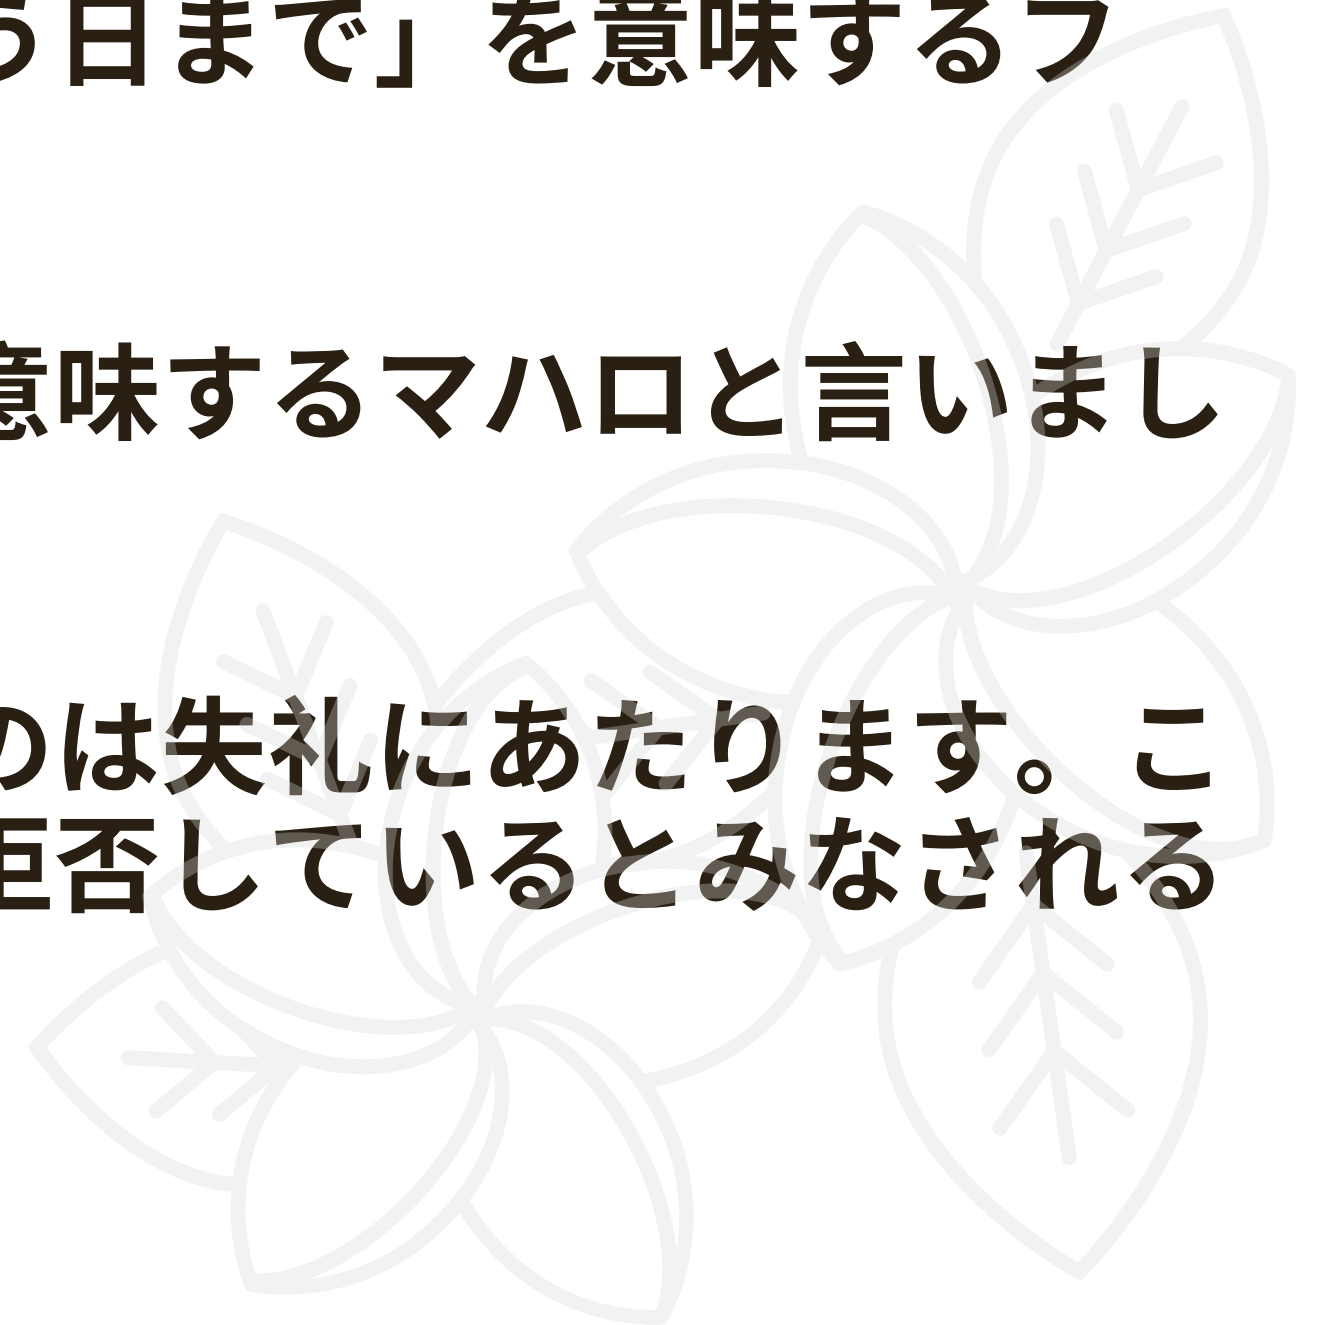 う日まで」を意味するフ
意味するマハロと言いまし
のは失礼にあたります。こ
拒否しているとみなされる